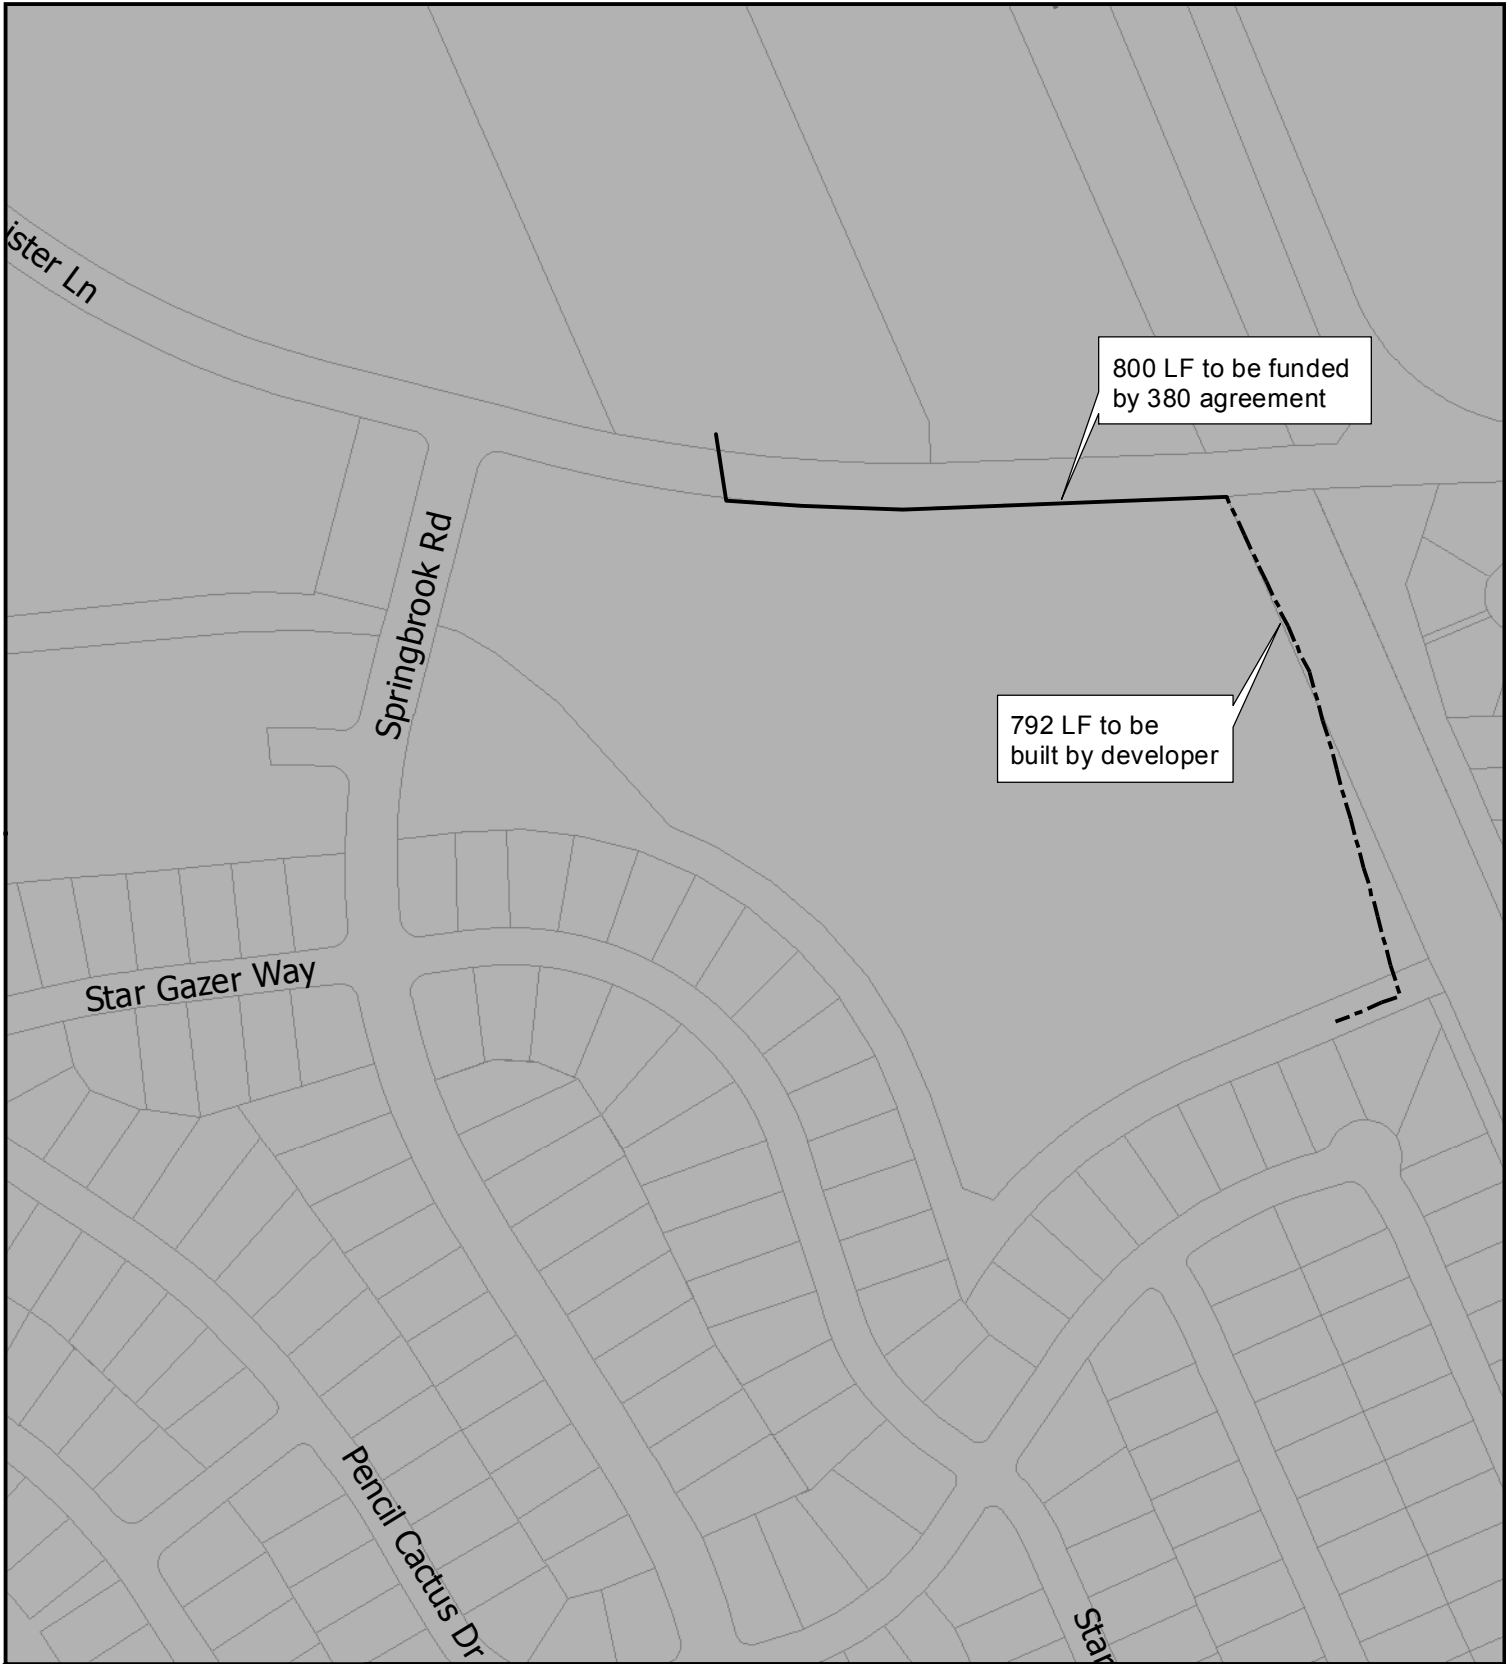 ister Ln
800 LF to be funded
by 380 agreement
Springbrook Rd
792 LF to be
built by developer
Star Gazer Way
Pencil Cactus Dr
Star